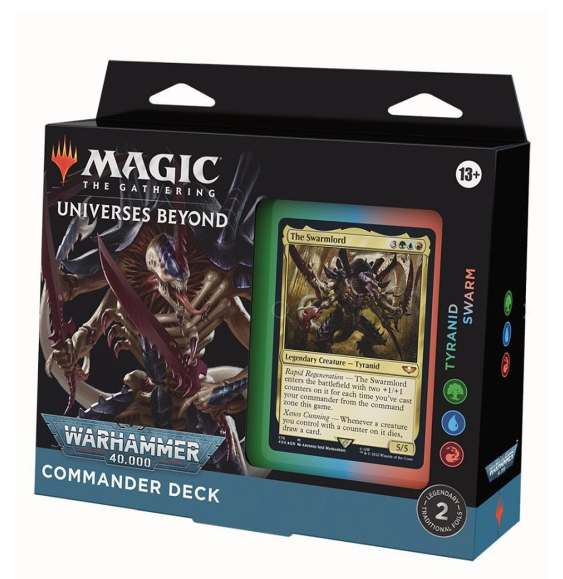 MAGIC
THE GATHERING
UNIVERSES BEYOND
13+
The Swarmlord
3
Legendary Creature — Tyranid
Rapid Regeneration — The Swarmlord
enters the battlefield with two +1/+1
counters on it for each time you've cast
your commander from the command
zone this game.
Xenos Cunning — Whenever a creature
you control with a counter on it dies,
draw a card.
5/5
TYRANID
SWARM
WARHAMMER
40,000
COMMANDER DECK
LEGENDARY
2
TRADITIONAL FOILS
WARHAMMER